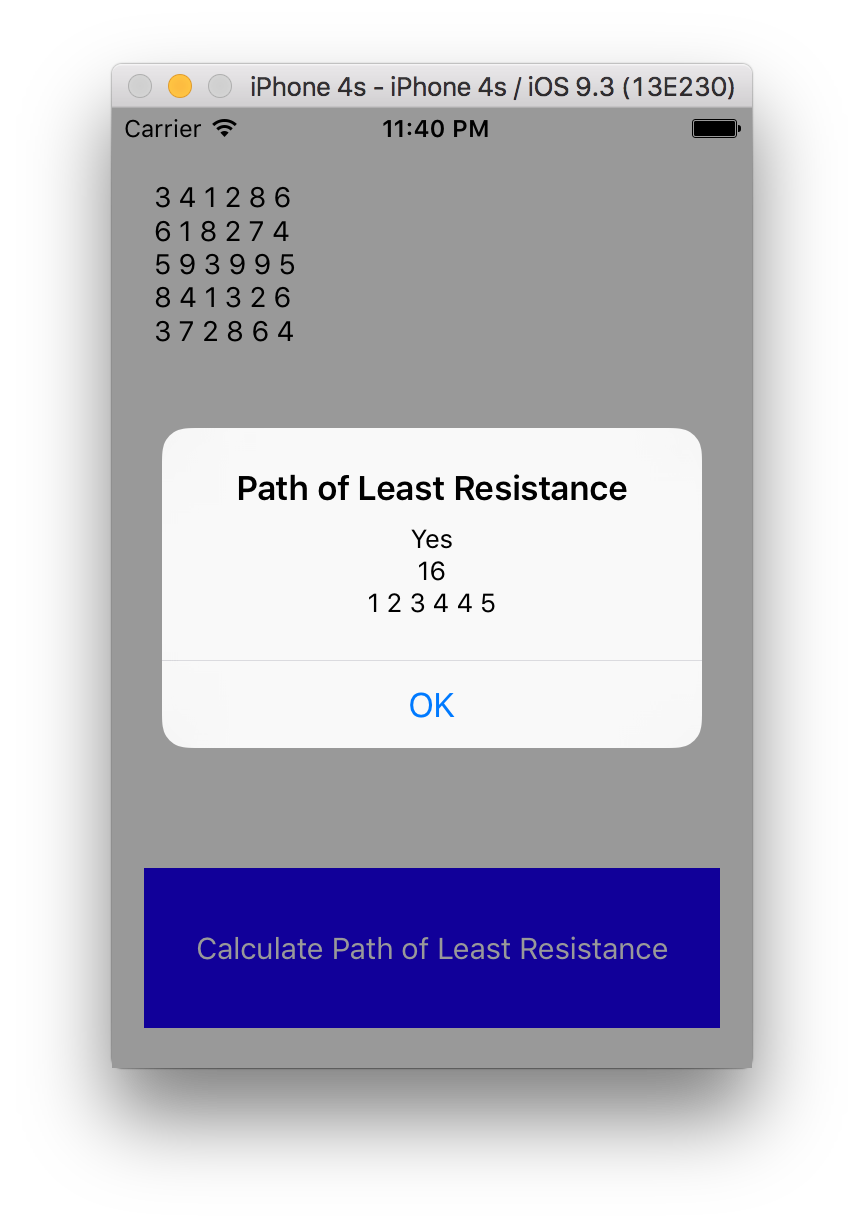 iPhone 4s - iPhone 4s / iOS 9.3 (13E230)
Carrier 11:40 PM
3 4 1 2 8 6
6 1 8 2 7 4
5 9 3 9 9 5
8 4 1 3 2 6
3 7 2 8 6 4
Path of Least Resistance
Yes
16
1 2 3 4 4 5
OK
Calculate Path of Least Resistance